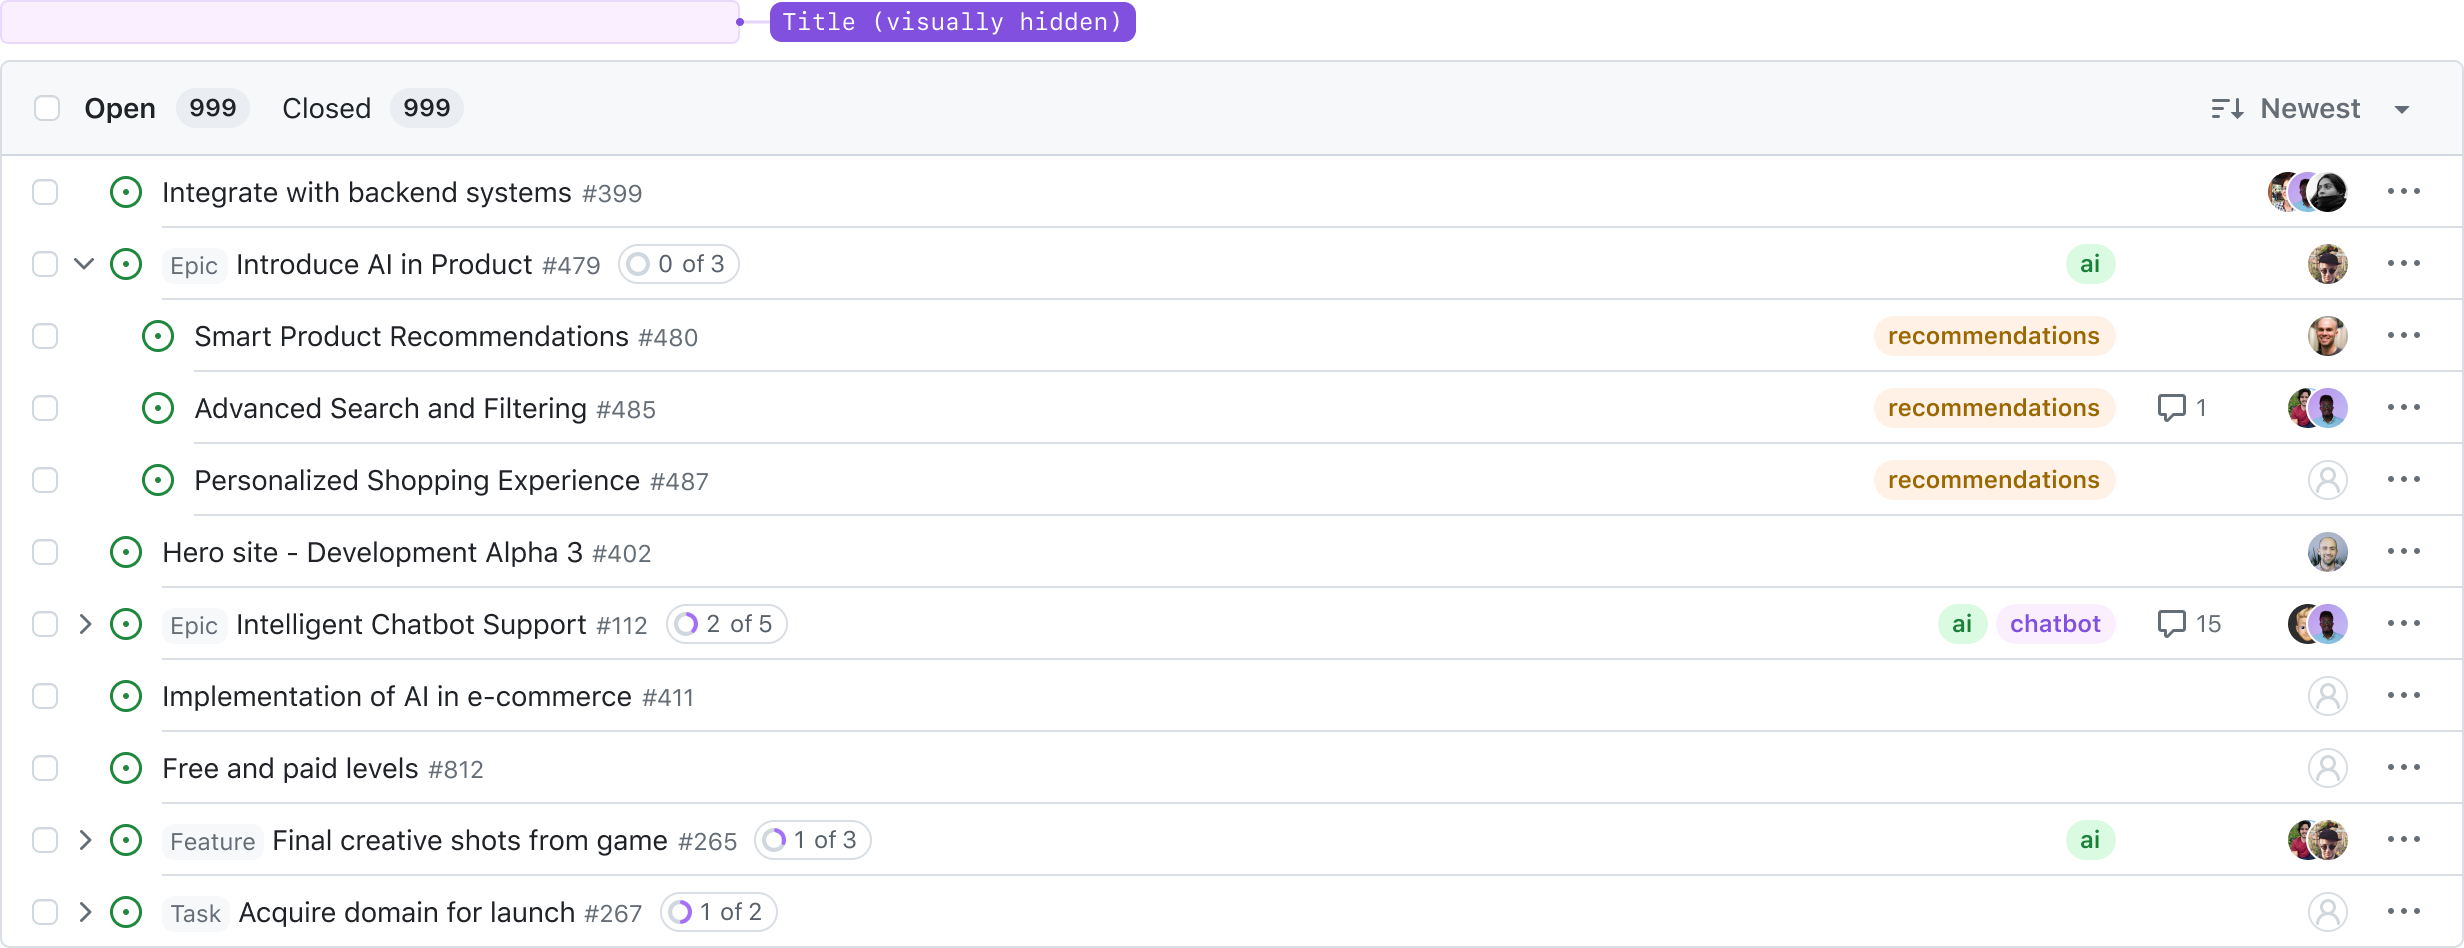 Title (visually hidden)
Open 999 Closed 999 Newest
Integrate with backend systems #399
Epic Introduce AI in Product #479 0 of 3 ai
Smart Product Recommendations #480 recommendations
Advanced Search and Filtering #485 recommendations 1
Personalized Shopping Experience #487 recommendations
Hero site - Development Alpha 3 #402
Epic Intelligent Chatbot Support #112 2 of 5 ai chatbot 15
Implementation of AI in e-commerce #411
Free and paid levels #812
Feature Final creative shots from game #265 1 of 3 ai
Task Acquire domain for launch #267 1 of 2